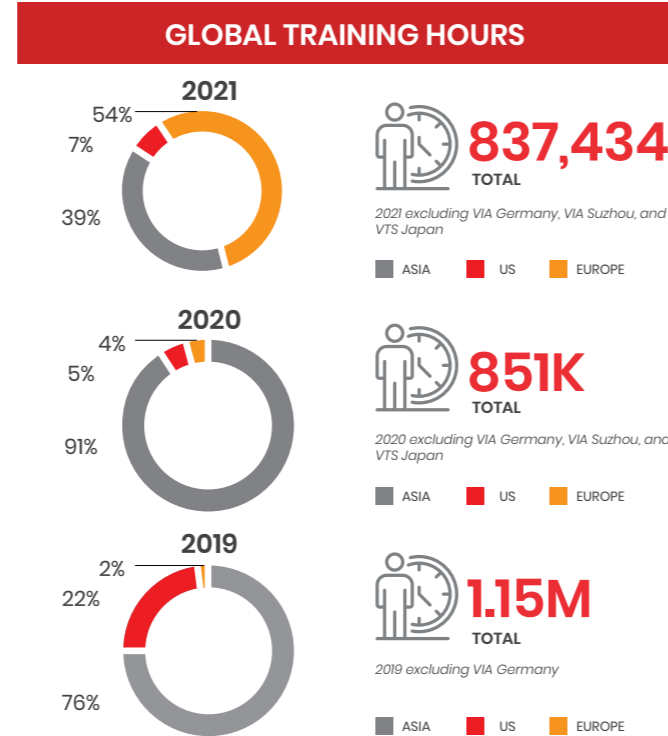 GLOBAL TRAINING HOURS
2021
54%
7%
39%
837,434
TOTAL
2021 excluding VIA Germany, VIA Suzhou, and
VTS Japan
ASIA US EUROPE
2020
4%
5%
91%
851K
TOTAL
2020 excluding VIA Germany, VIA Suzhou, and
VTS Japan
ASIA US EUROPE
2019
2%
22%
76%
1.15M
TOTAL
2019 excluding VIA Germany
ASIA US EUROPE